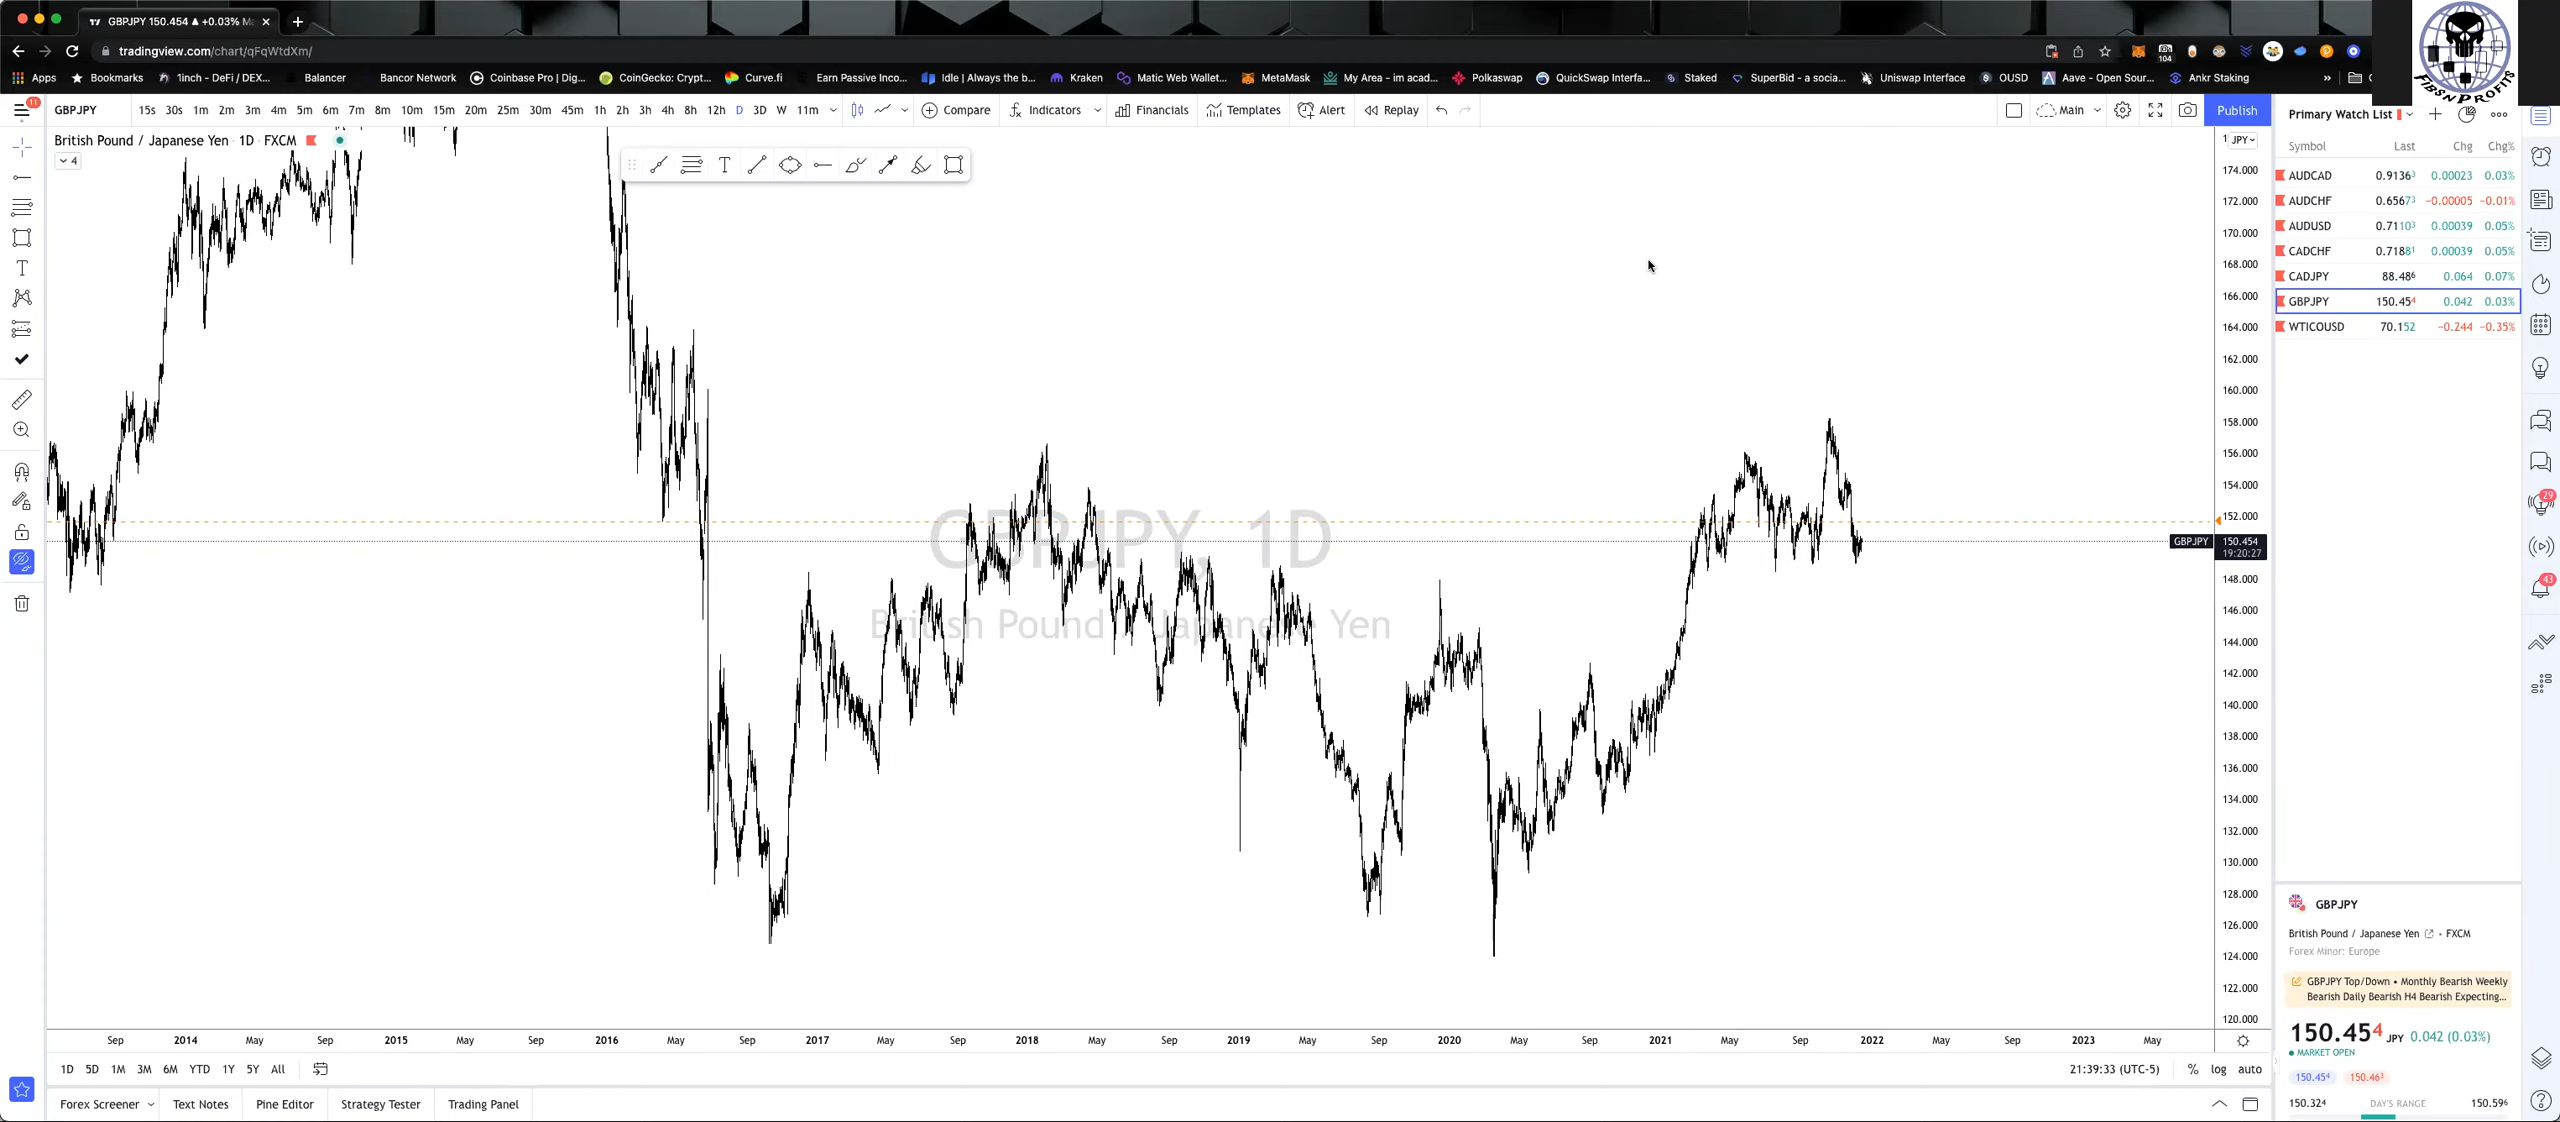 GBPJPY 150.454 ▲ +0.03% M
tradingview.com/chart/qFqWtdXm/
104
Apps Bookmarks 1inch - DeFi / DEX... Balancer Bancor Network Coinbase Pro | Dig... CoinGecko: Crypt... Curve.fi Earn Passive Inco... Idle | Always the b... Kraken Matic Web Wallet... MetaMask My Area - im acad... Polkaswap QuickSwap Interfa... Staked SuperBid - a socia... Uniswap Interface OUSD Aave - Open Sour... Ankr Staking »
FIBSNPROFITS
11
GBPJPY 15s 30s 1m 2m 3m 4m 5m 6m 7m 8m 10m 15m 20m 25m 30m 45m 1h 2h 3h 4h 8h 12h D 3D W 11m Compare Indicators Financials Templates Alert Replay Main Publish
British Pound / Japanese Yen · 1D · FXCM
4
JPY
174.000
172.000
170.000
168.000
166.000
164.000
162.000
160.000
158.000
156.000
154.000
152.000
GBPJPY 150.454
19:20:27
148.000
146.000
144.000
142.000
140.000
138.000
136.000
134.000
132.000
130.000
128.000
126.000
124.000
122.000
120.000
GBPJPY, 1D
British Pound / Japanese Yen
Sep 2014 May Sep 2015 May Sep 2016 May Sep 2017 May Sep 2018 May Sep 2019 May Sep 2020 May Sep 2021 May Sep 2022 May Sep 2023 May
1D 5D 1M 3M 6M YTD 1Y 5Y All
21:39:33 (UTC-5) % log auto
Forex Screener Text Notes Pine Editor Strategy Tester Trading Panel
Primary Watch List
Symbol Last Chg Chg%
AUDCAD 0.91363 0.00023 0.03%
AUDCHF 0.65673 −0.00005 −0.01%
AUDUSD 0.71103 0.00039 0.05%
CADCHF 0.71881 0.00039 0.05%
CADJPY 88.486 0.064 0.07%
GBPJPY 150.454 0.042 0.03%
WTICOUSD 70.152 −0.244 −0.35%
GBPJPY
British Pound / Japanese Yen • FXCM
Forex Minor: Europe
GBPJPY Top/Down • Monthly Bearish Weekly
Bearish Daily Bearish H4 Bearish Expecting...
150.454 JPY 0.042 (0.03%)
MARKET OPEN
150.454 150.463
150.324 DAY'S RANGE 150.596
29
43